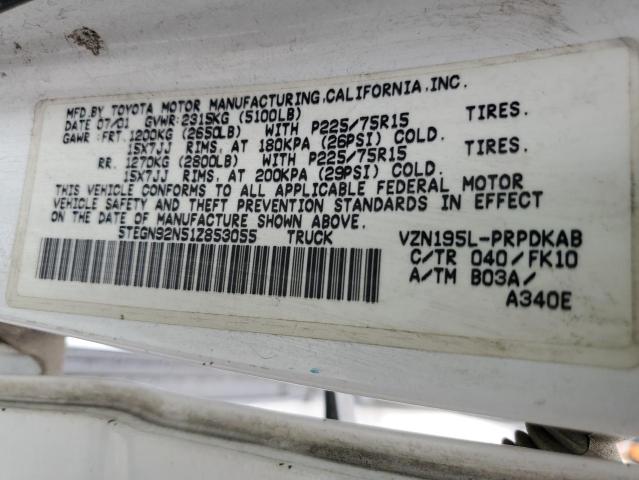 MFD.BY TOYOTA MOTOR MANUFACTURING,CALIFORNIA,INC.
DATE 07/01 GVWR:2315KG (5100LB)
GAWR:FRT.1200KG (2650LB) WITH P225/75R15 TIRES.
15X7JJ RIMS, AT 180KPA (26PSI) COLD.
RR. 1270KG (2800LB) WITH P225/75R15 TIRES.
15X7JJ RIMS, AT 200KPA (29PSI) COLD.
THIS VEHICLE CONFORMS TO ALL APPLICABLE FEDERAL MOTOR
VEHICLE SAFETY AND THEFT PREVENTION STANDARDS IN EFFECT
ON THE DATE OF MANUFACTURE SHOWN ABOVE.
5TEGN92N51Z853055 TRUCK VZN195L-PRPDKAB
C/TR 040/FK10
A/TM B03A/
A340E